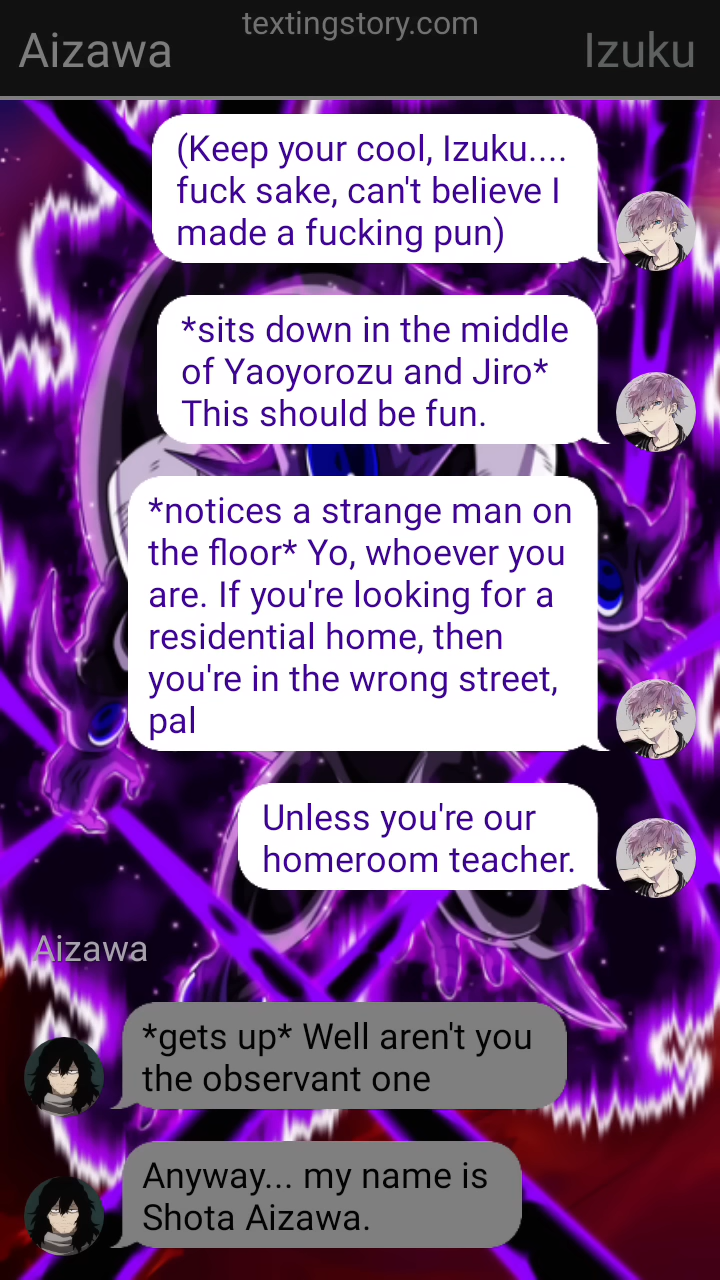 textingstory.com
Aizawa
Izuku
(Keep your cool, Izuku....
fuck sake, can't believe I
made a fucking pun)
*sits down in the middle
of Yaoyorozu and Jiro*
This should be fun.
*notices a strange man on
the floor* Yo, whoever you
are. If you're looking for a
residential home, then
you're in the wrong street,
pal
Unless you're our
homeroom teacher.
Aizawa
*gets up* Well aren't you
the observant one
Anyway... my name is
Shota Aizawa.